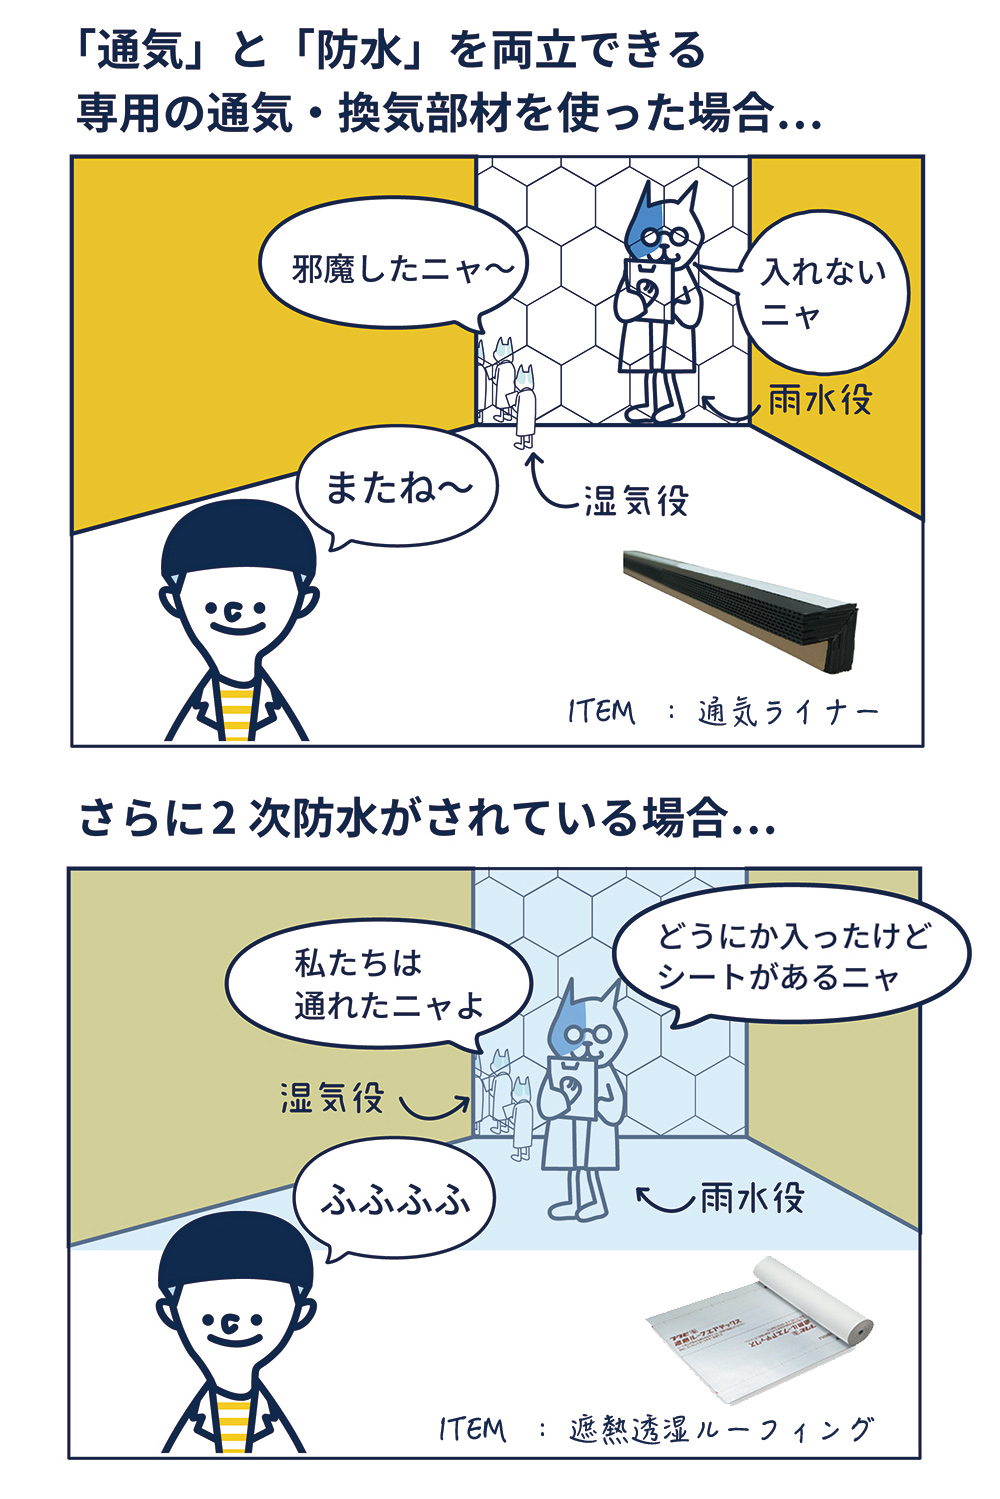 「通気」と「防水」を両立できる
専用の通気・換気部材を使った場合…
邪魔したニャ〜
入れない
ニャ
雨水役
またね〜
湿気役
ITEM ：通気ライナー
さらに2次防水がされている場合…
どうにか入ったけど
シートがあるニャ
私たちは
通れたニャよ
湿気役
ふふふふ
雨水役
ITEM ：遮熱透湿ルーフィング